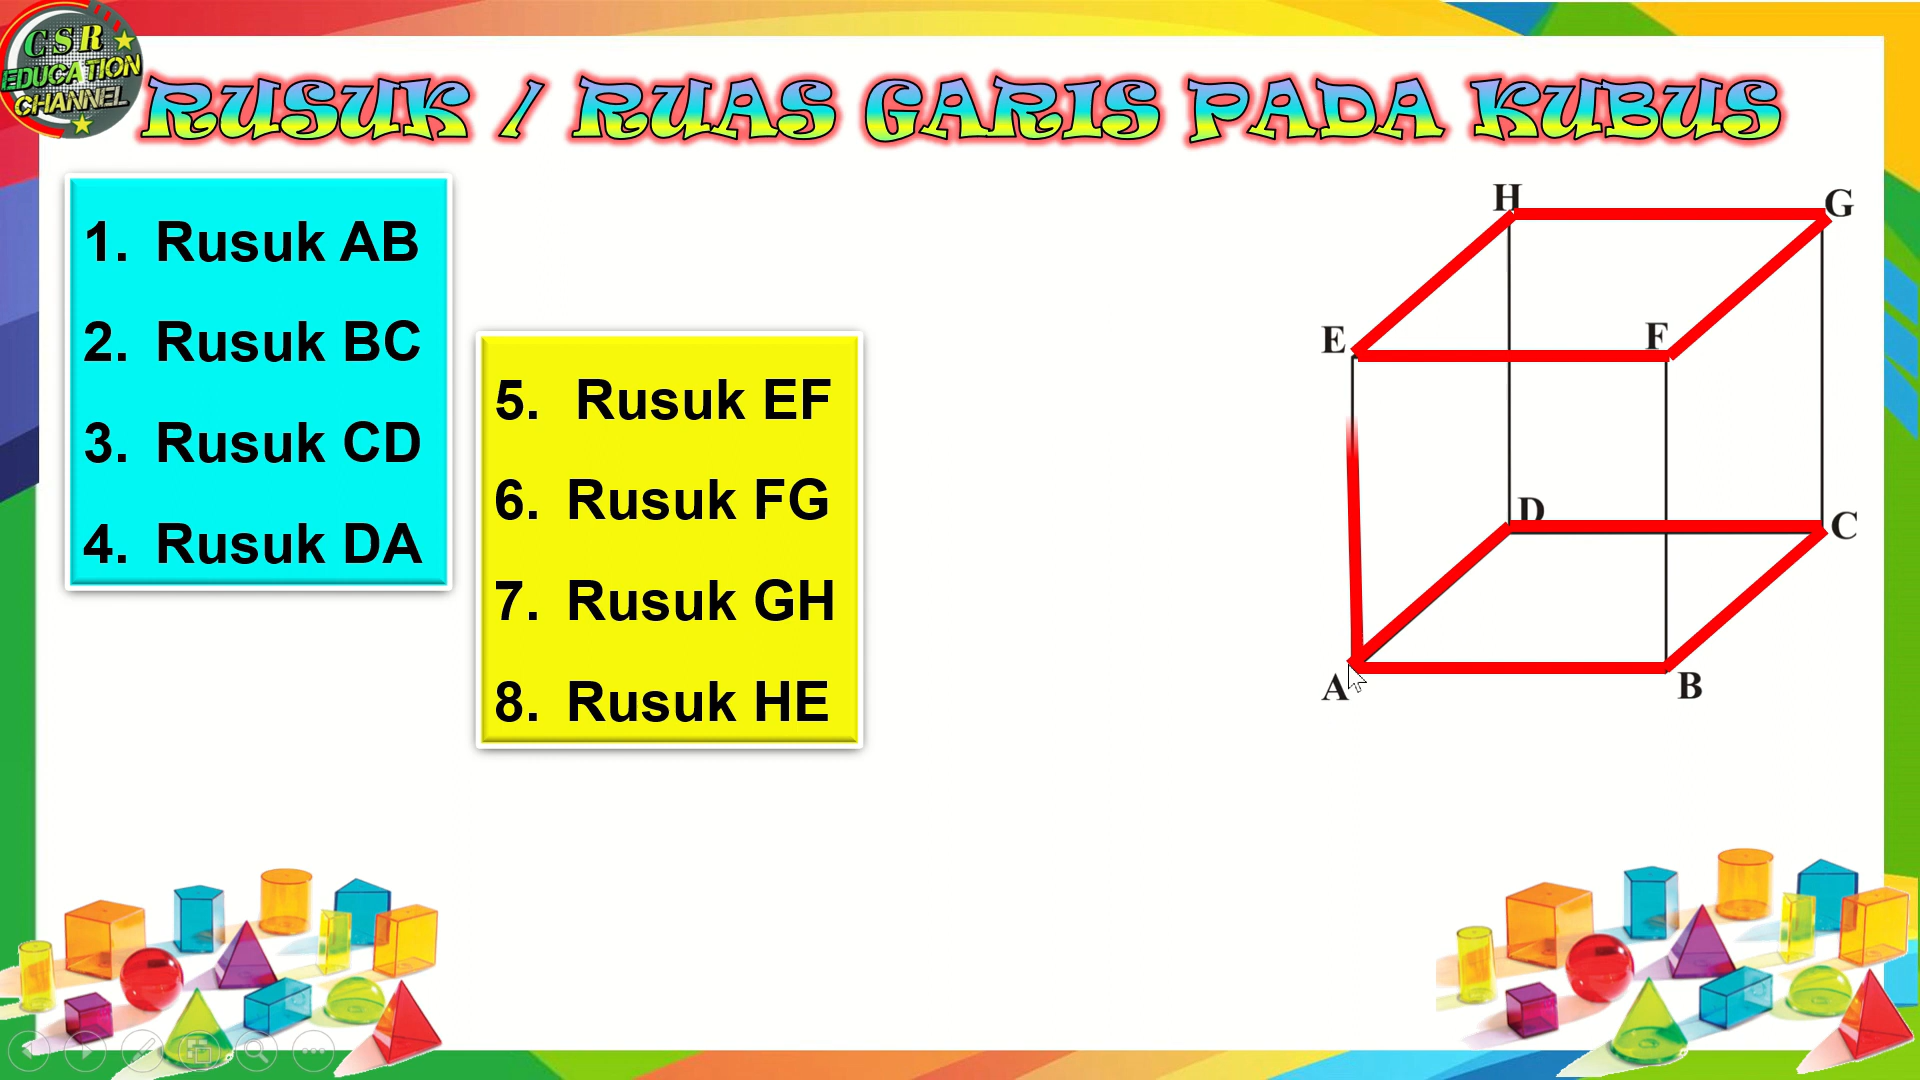 CSR
EDUCATION
CHANNEL
RUSUK / RUAS GARIS PADA KUBUS
1. Rusuk AB
2. Rusuk BC
3. Rusuk CD
4. Rusuk DA
5. Rusuk EF
6. Rusuk FG
7. Rusuk GH
8. Rusuk HE
H
G
E
F
D
C
A
B